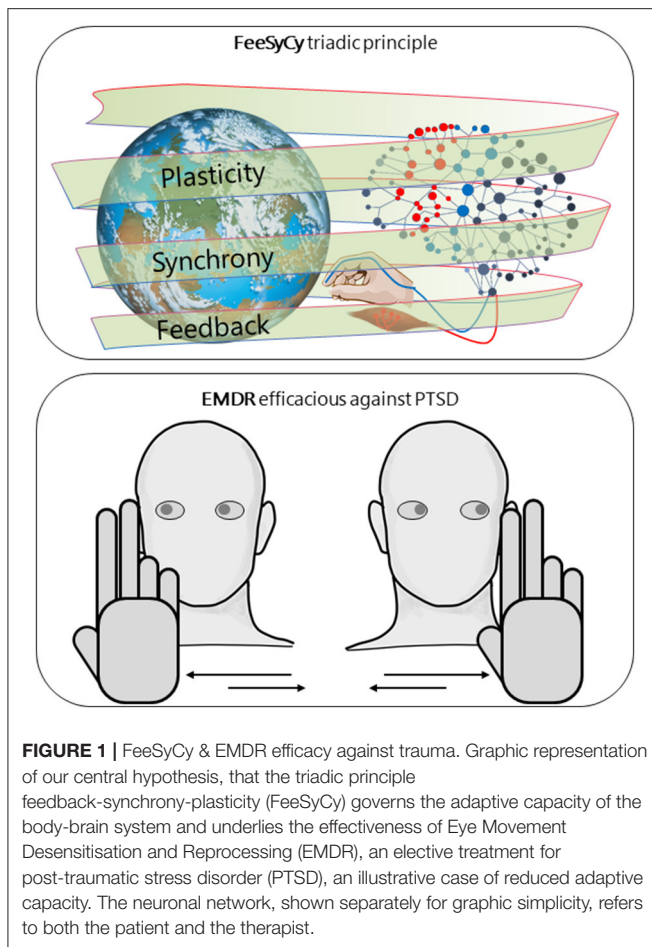 FeeSyCy triadic principle
Plasticity
Synchrony
Feedback
EMDR efficacious against PTSD
FIGURE 1 | FeeSyCy & EMDR efficacy against trauma. Graphic representation
of our central hypothesis, that the triadic principle
feedback-synchrony-plasticity (FeeSyCy) governs the adaptive capacity of the
body-brain system and underlies the effectiveness of Eye Movement
Desensitisation and Reprocessing (EMDR), an elective treatment for
post-traumatic stress disorder (PTSD), an illustrative case of reduced adaptive
capacity. The neuronal network, shown separately for graphic simplicity, refers
to both the patient and the therapist.